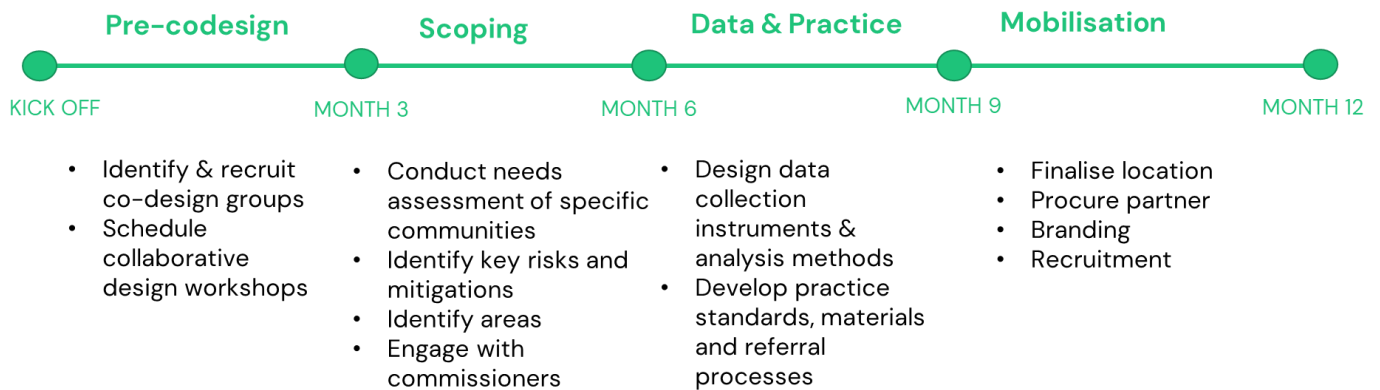 Pre-codesign
Scoping
Data & Practice
Mobilisation
KICK OFF
MONTH 3
MONTH 6
MONTH 9
MONTH 12
• Identify & recruit
co-design groups
• Schedule
collaborative
design workshops
• Conduct needs
assessment of specific
communities
• Identify key risks and
mitigations
• Identify areas
• Engage with
commissioners
• Design data
collection
instruments &
analysis methods
• Develop practice
standards, materials
and referral
processes
• Finalise location
• Procure partner
• Branding
• Recruitment